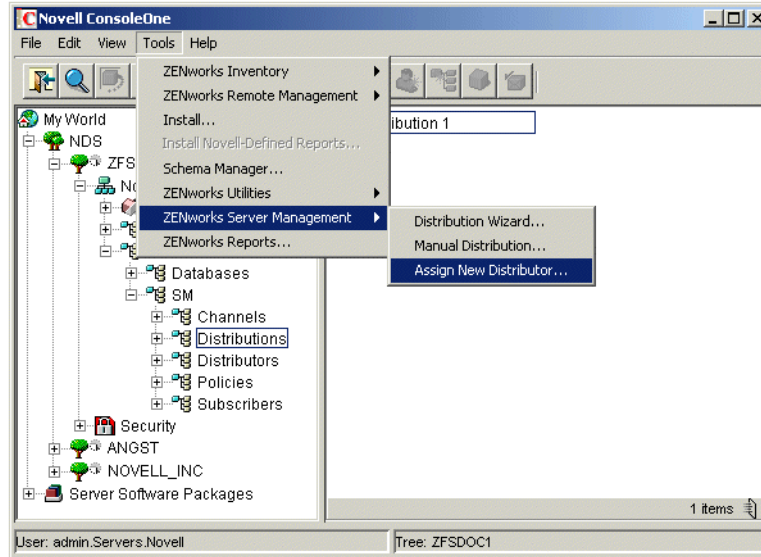 Novell ConsoleOne
File Edit View Tools Help
ZENworks Inventory
ZENworks Remote Management
Install...
Install Novell-Defined Reports...
Schema Manager...
ZENworks Utilities
ZENworks Server Management
ZENworks Reports...
Distribution Wizard...
Manual Distribution...
Assign New Distributor...
My World
NDS
ZFS
No
Databases
SM
Channels
Distributions
Distributors
Policies
Subscribers
Security
ANGST
NOVELL_INC
Server Software Packages
ibution 1
1 items
User: admin.Servers.Novell
Tree: ZFSDOC1